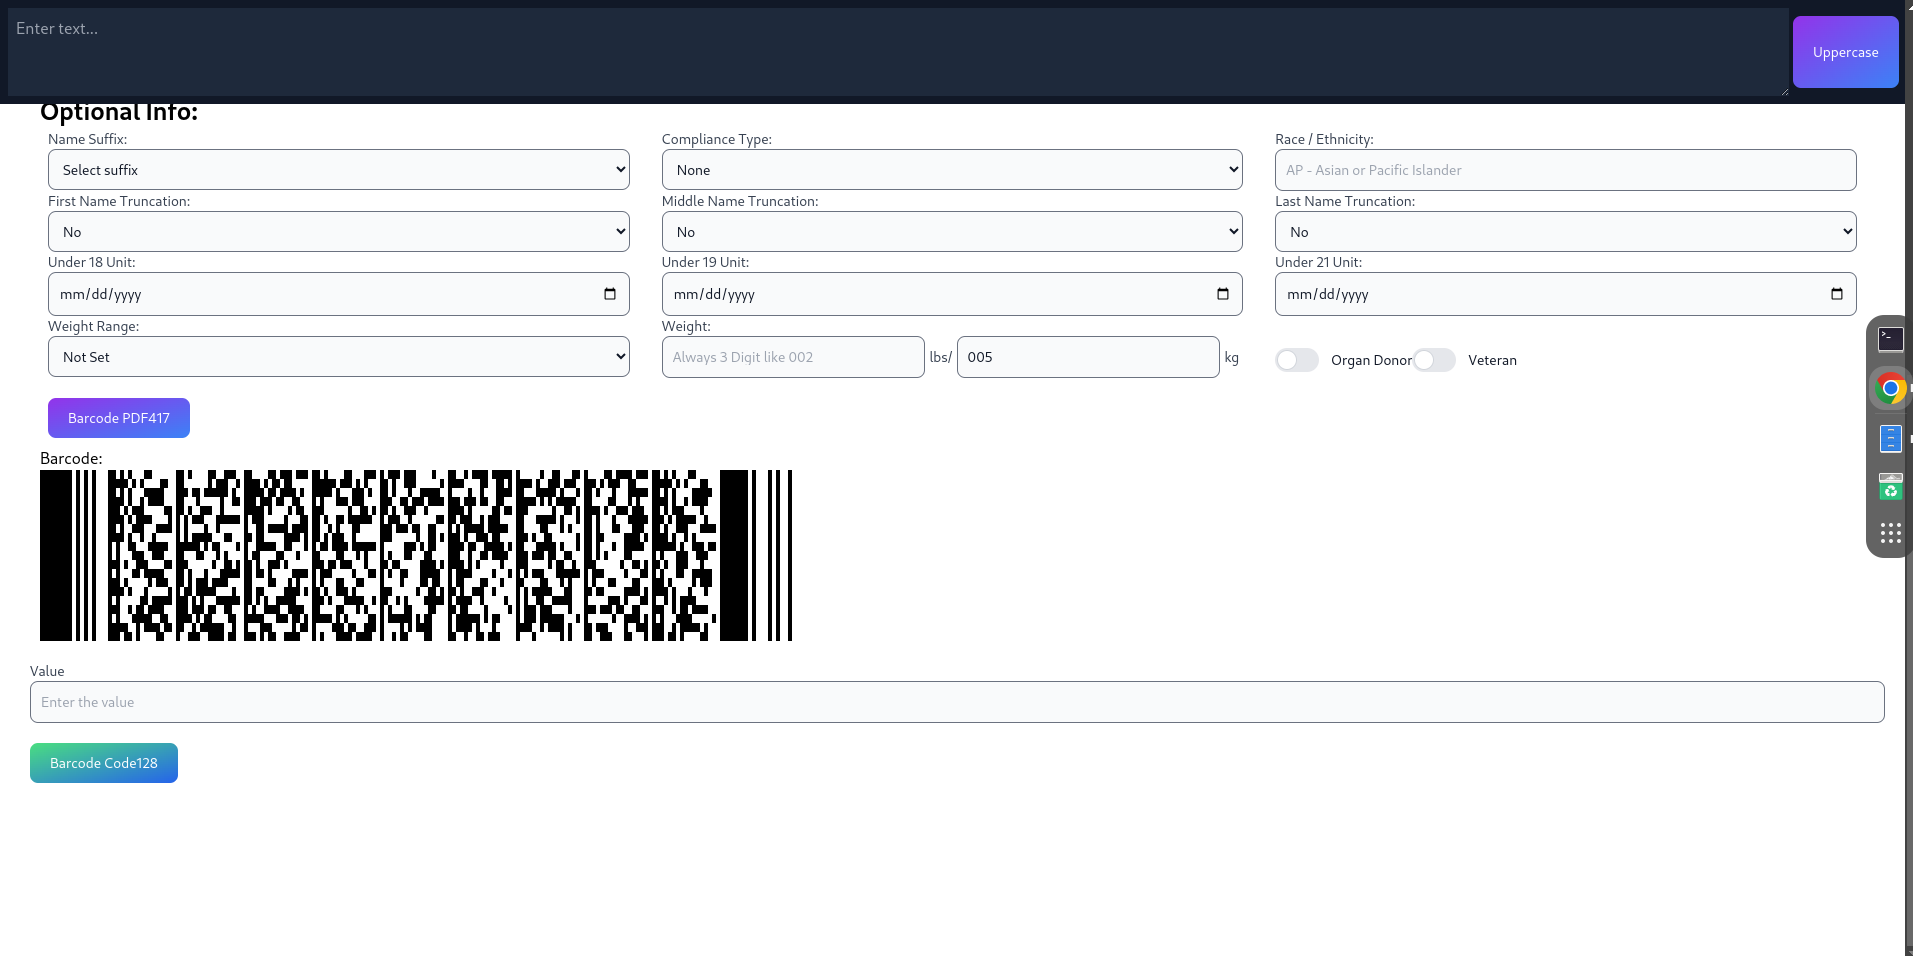 Enter text...
Uppercase
Optional Info:
Name Suffix: Compliance Type: Race / Ethnicity:
Select suffix None AP - Asian or Pacific Islander
First Name Truncation: Middle Name Truncation: Last Name Truncation:
No No No
Under 18 Unit: Under 19 Unit: Under 21 Unit:
mm/dd/yyyy mm/dd/yyyy mm/dd/yyyy
Weight Range: Weight:
Not Set Always 3 Digit like 002 lbs/ 005 kg Organ Donor Veteran
Barcode PDF417
Barcode:
Value
Enter the value
Barcode Code128